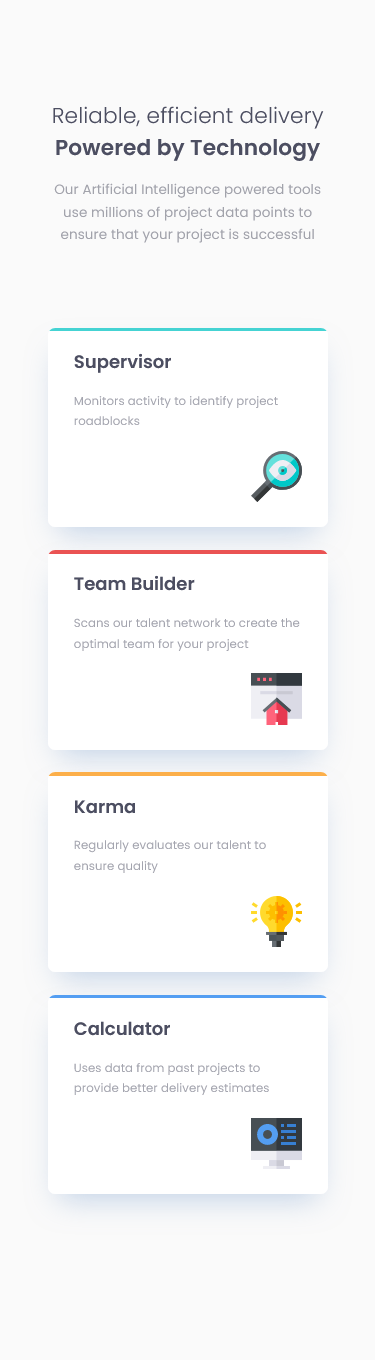 Reliable, efficient delivery
Powered by Technology
Our Artificial Intelligence powered tools
use millions of project data points to
ensure that your project is successful
Supervisor
Monitors activity to identify project
roadblocks
Team Builder
Scans our talent network to create the
optimal team for your project
Karma
Regularly evaluates our talent to
ensure quality
Calculator
Uses data from past projects to
provide better delivery estimates